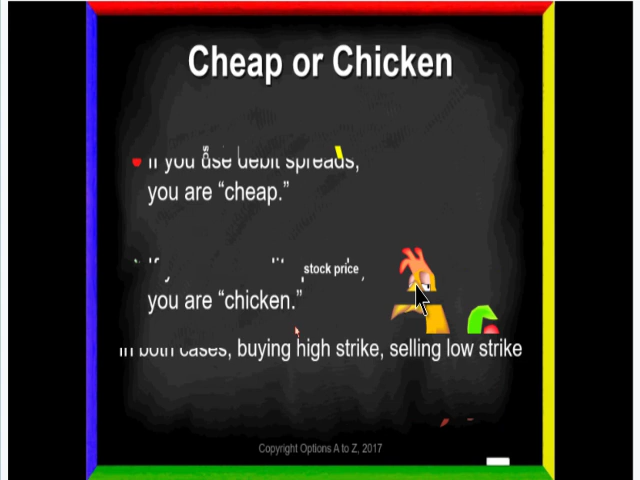 Cheap or Chicken
If you use debit spreads,
you are “cheap.”
stock price
you are “chicken.”
In both cases, buying high strike, selling low strike
Copyright Options A to Z, 2017